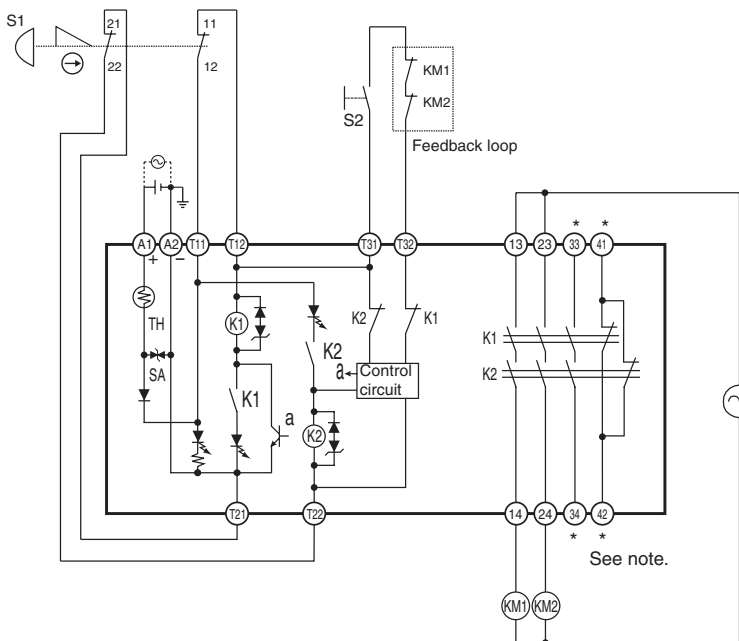 S1
21
22
11
12
S2
KM1
KM2
Feedback loop
A1
A2
T11
T12
T31
T32
13
23
*
33
*
41
+
−
TH
SA
K1
K1
a
K2
K2
K2
K1
a
Control
circuit
K1
K2
T21
T22
14
24
34
42
*
*
See note.
KM1
KM2